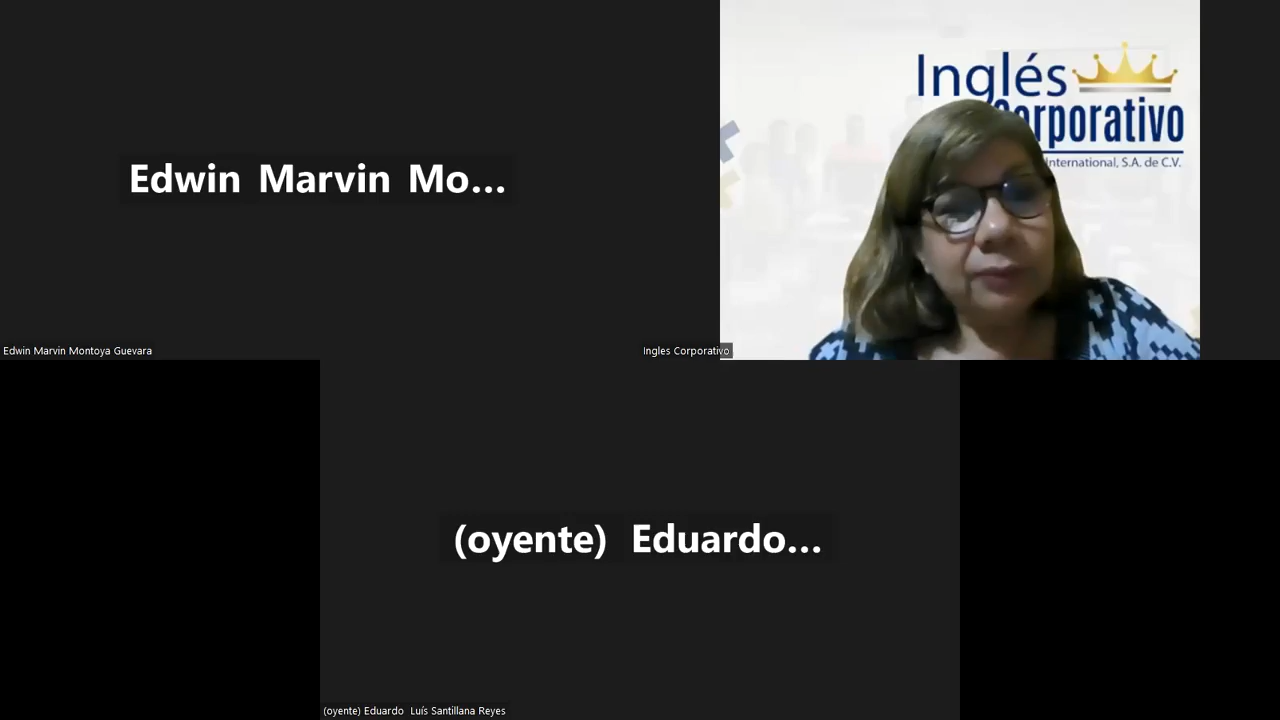 Edwin Marvin Mo...
Inglés
Corporativo
International, S.A. de C.V.
Edwin Marvin Montoya Guevara
Ingles Corporativo
(oyente) Eduardo...
(oyente) Eduardo Luís Santillana Reyes